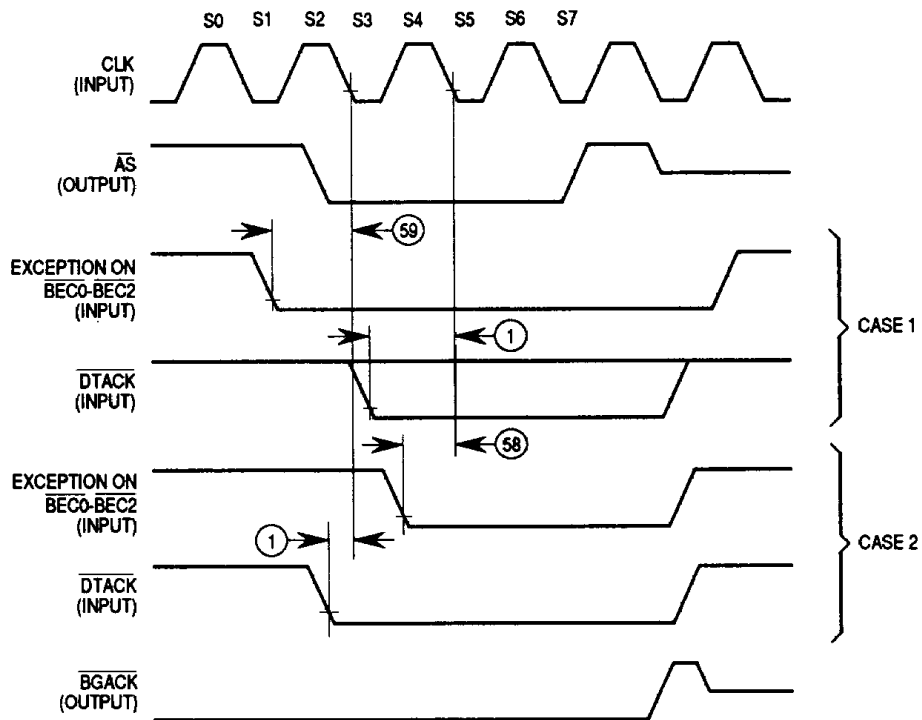 S0 S1 S2 S3 S4 S5 S6 S7
CLK
(INPUT)
AS
(OUTPUT)
59
EXCEPTION ON
BEC0-BEC2
(INPUT)
CASE 1
1
DTACK
(INPUT)
58
EXCEPTION ON
BEC0-BEC2
(INPUT)
1
CASE 2
DTACK
(INPUT)
BGACK
(OUTPUT)